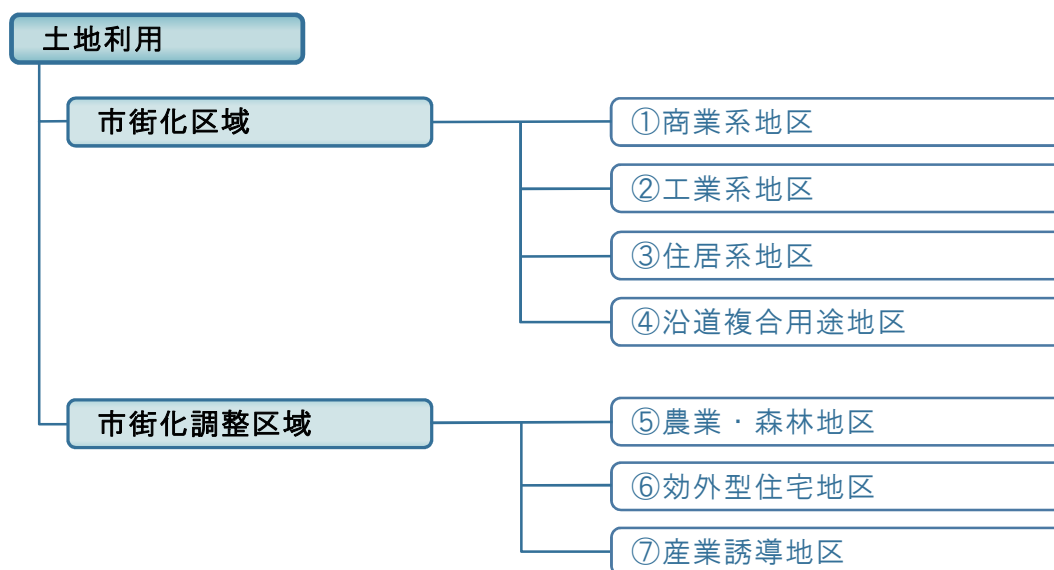 土地利用
市街化区域
①商業系地区
②工業系地区
③住居系地区
④沿道複合用途地区
市街化調整区域
⑤農業・森林地区
⑥効外型住宅地区
⑦産業誘導地区